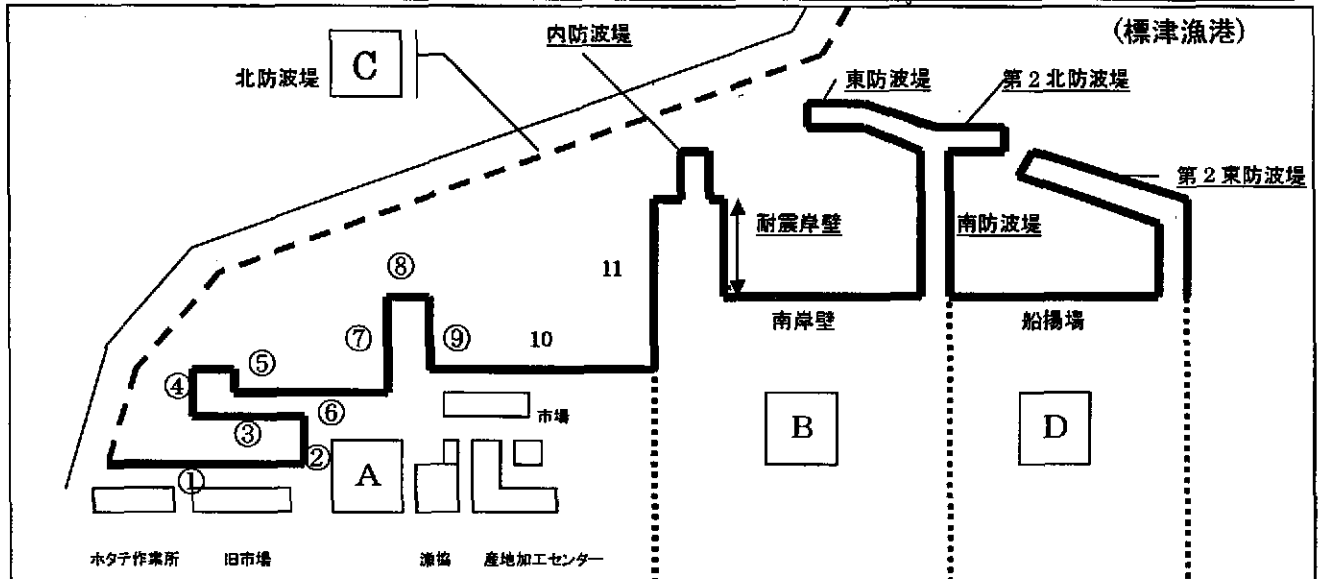 (標津漁港)
北防波堤
C
内防波堤
東防波堤
第2北防波堤
第2東防波堤
耐震岸壁
南防波堤
⑧
11
南岸壁
船揚場
⑦
⑨
10
⑤
④
⑥
③
市場
②
①
A
B
D
ホタテ作業所
旧市場
漁協
産地加工センター